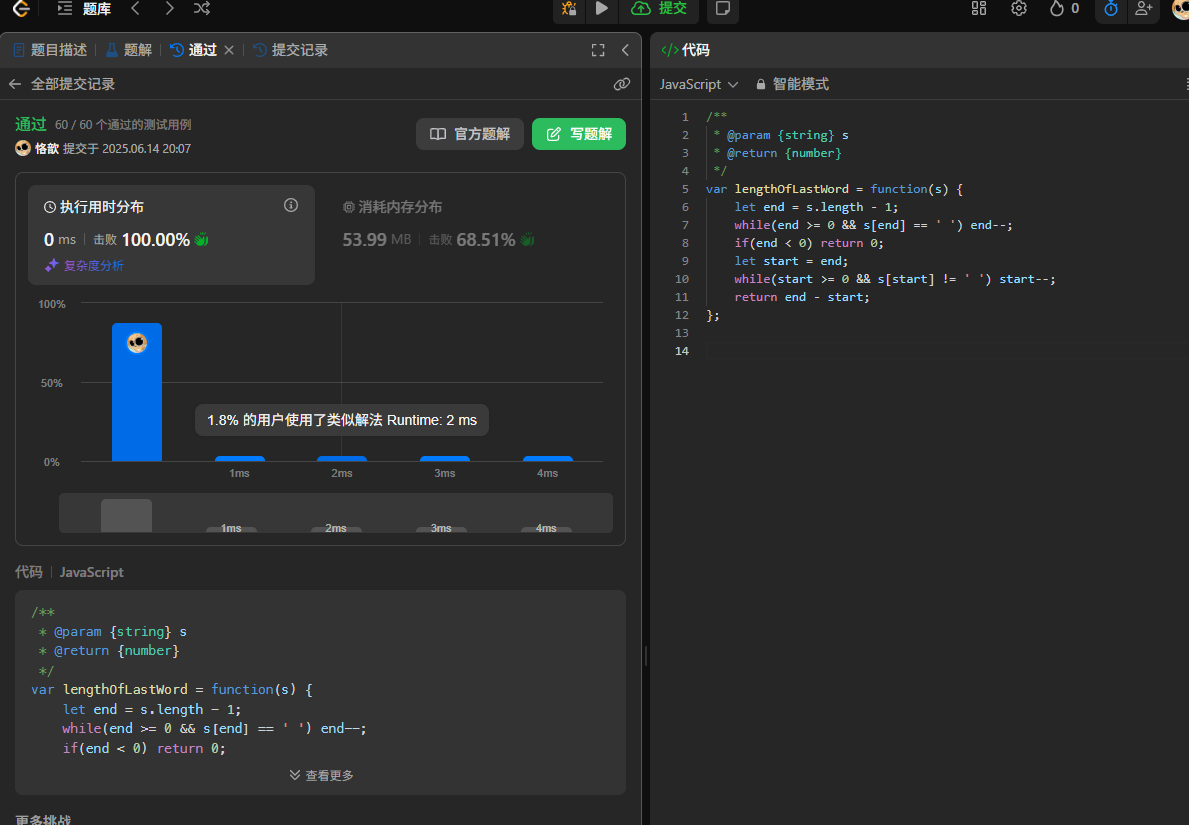 题库
提交
0
题目描述 题解 通过 提交记录
全部提交记录
通过 60 / 60 个通过的测试用例
官方题解 写题解
恪歆 提交于 2025.06.14 20:07
执行用时分布
0 ms 击败 100.00%
复杂度分析
消耗内存分布
53.99 MB 击败 68.51%
100%
50%
0%
1.8% 的用户使用了类似解法 Runtime: 2 ms
1ms 2ms 3ms 4ms
1ms 2ms 3ms 4ms
代码 JavaScript
/**
 * @param {string} s
 * @return {number}
 */
var lengthOfLastWord = function(s) {
    let end = s.length - 1;
    while(end >= 0 && s[end] == ' ') end--;
    if(end < 0) return 0;
查看更多
更多挑战
</>代码
JavaScript 智能模式
1 /**
2  * @param {string} s
3  * @return {number}
4  */
5 var lengthOfLastWord = function(s) {
6     let end = s.length - 1;
7     while(end >= 0 && s[end] == ' ') end--;
8     if(end < 0) return 0;
9     let start = end;
10     while(start >= 0 && s[start] != ' ') start--;
11     return end - start;
12 };
13
14